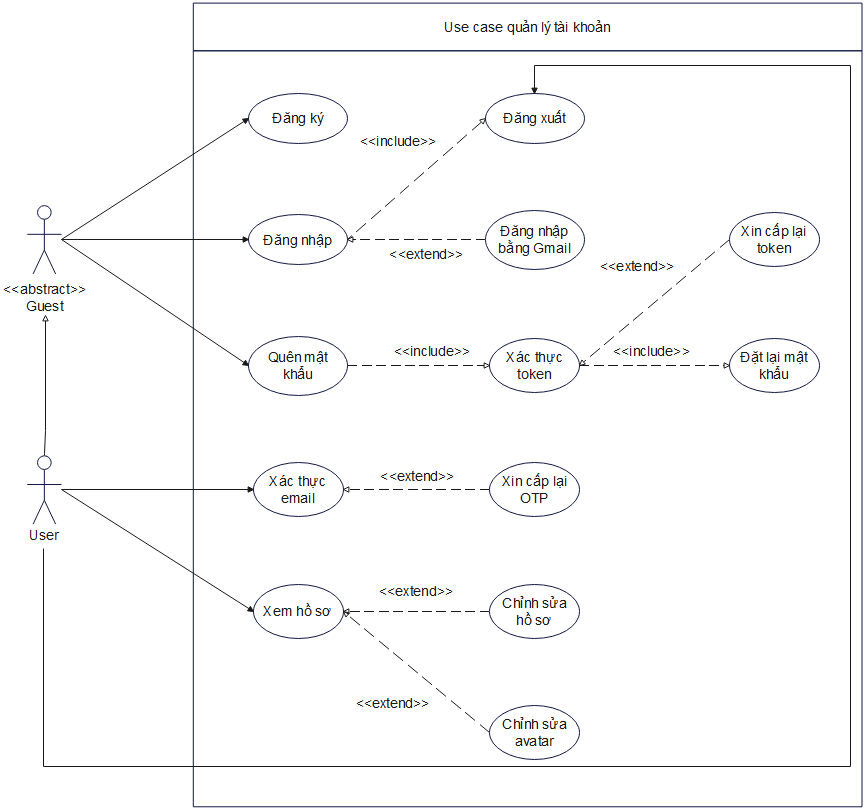 Use case quản lý tài khoản
Đăng ký
Đăng xuất
<<include>>
Đăng nhập
Đăng nhập
bằng Gmail
<<extend>>
Xin cấp lại
token
<<extend>>
<<abstract>>
Guest
Quên mật
khẩu
<<include>>
Xác thực
token
<<include>>
Đặt lại mật
khẩu
User
Xác thực
email
<<extend>>
Xin cấp lại
OTP
Xem hồ sơ
<<extend>>
Chỉnh sửa
hồ sơ
<<extend>>
Chỉnh sửa
avatar